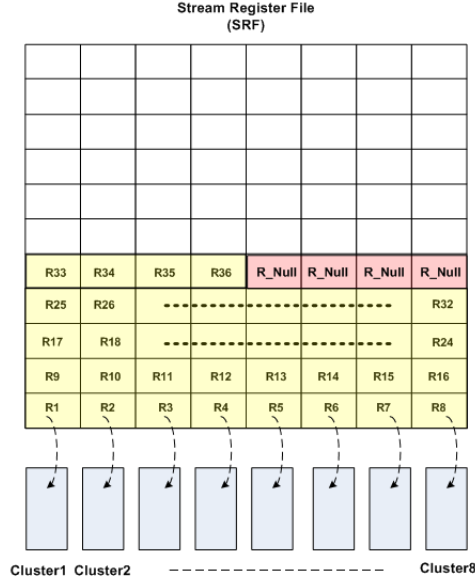 Stream Register File
(SRF)
R33 R34 R35 R36 R_Null R_Null R_Null R_Null
R25 R26 R32
R17 R18 R24
R9 R10 R11 R12 R13 R14 R15 R16
R1 R2 R3 R4 R5 R6 R7 R8
Cluster1 Cluster2 Cluster8